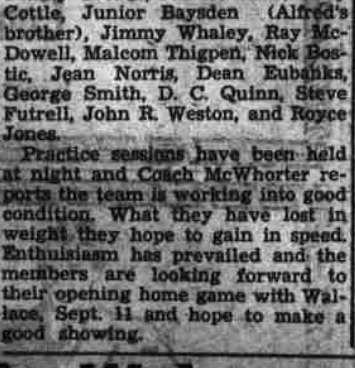 Cottle, Junior Baysden (Alfred's
brother), Jimmy Whaley, Ray Mc-
Dowell, Malcom Thigpen, Nick Bos-
tic, Jean Norris, Dean Eubanks,
George Smith, D. C. Quinn, Steve
Futrell, John R. Weston, and Royce
Jones.
Practice sessions have been held
at night and Coach McWhorter re-
ports the team is working into good
condition. What they have lost in
weight they hope to gain in speed.
Enthuisiasm has prevailed and the
members are looking forward to
their opening home game with Wal-
lace, Sept. 11 and hope to make a
good showing.